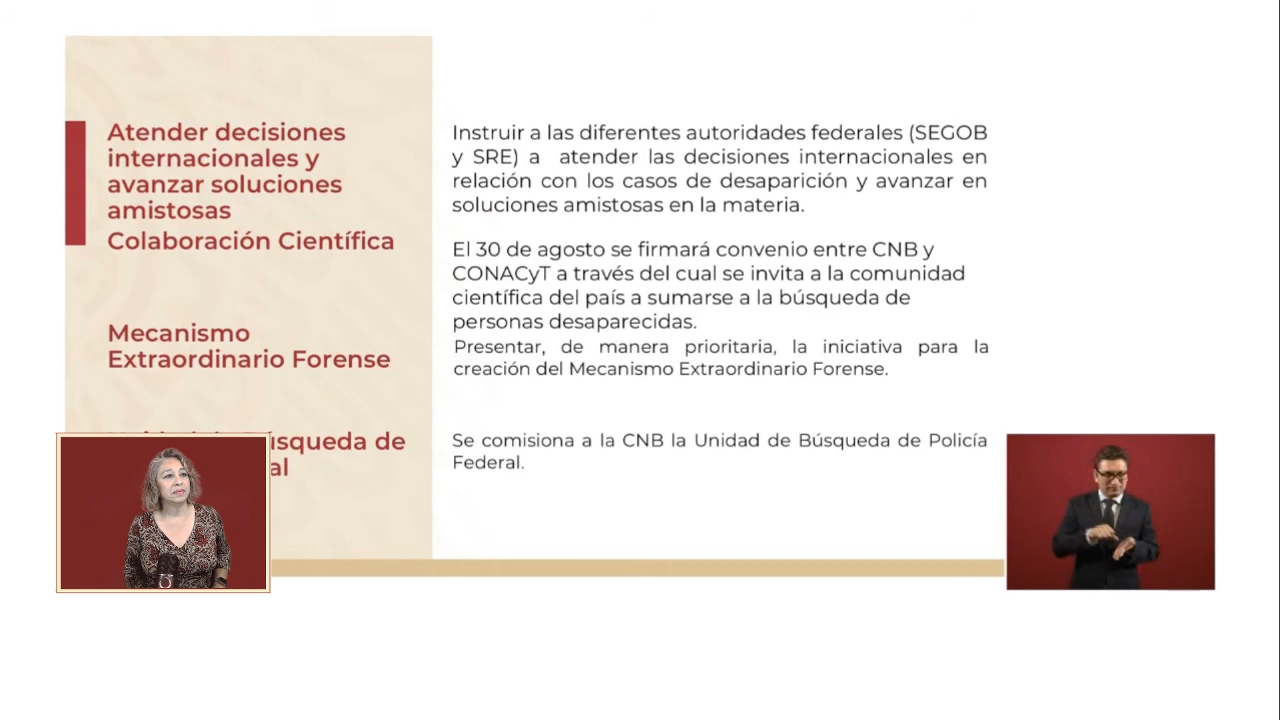 Atender decisiones
internacionales y
avanzar soluciones
amistosas
Instruir a las diferentes autoridades federales (SEGOB
y SRE) a atender las decisiones internacionales en
relación con los casos de desaparición y avanzar en
soluciones amistosas en la materia.
Colaboración Científica
El 30 de agosto se firmará convenio entre CNB y
CONACyT a través del cual se invita a la comunidad
científica del país a sumarse a la búsqueda de
personas desaparecidas.
Mecanismo
Extraordinario Forense
Presentar, de manera prioritaria, la iniciativa para la
creación del Mecanismo Extraordinario Forense.
de
Se comisiona a la CNB la Unidad de Búsqueda de Policía
Federal.